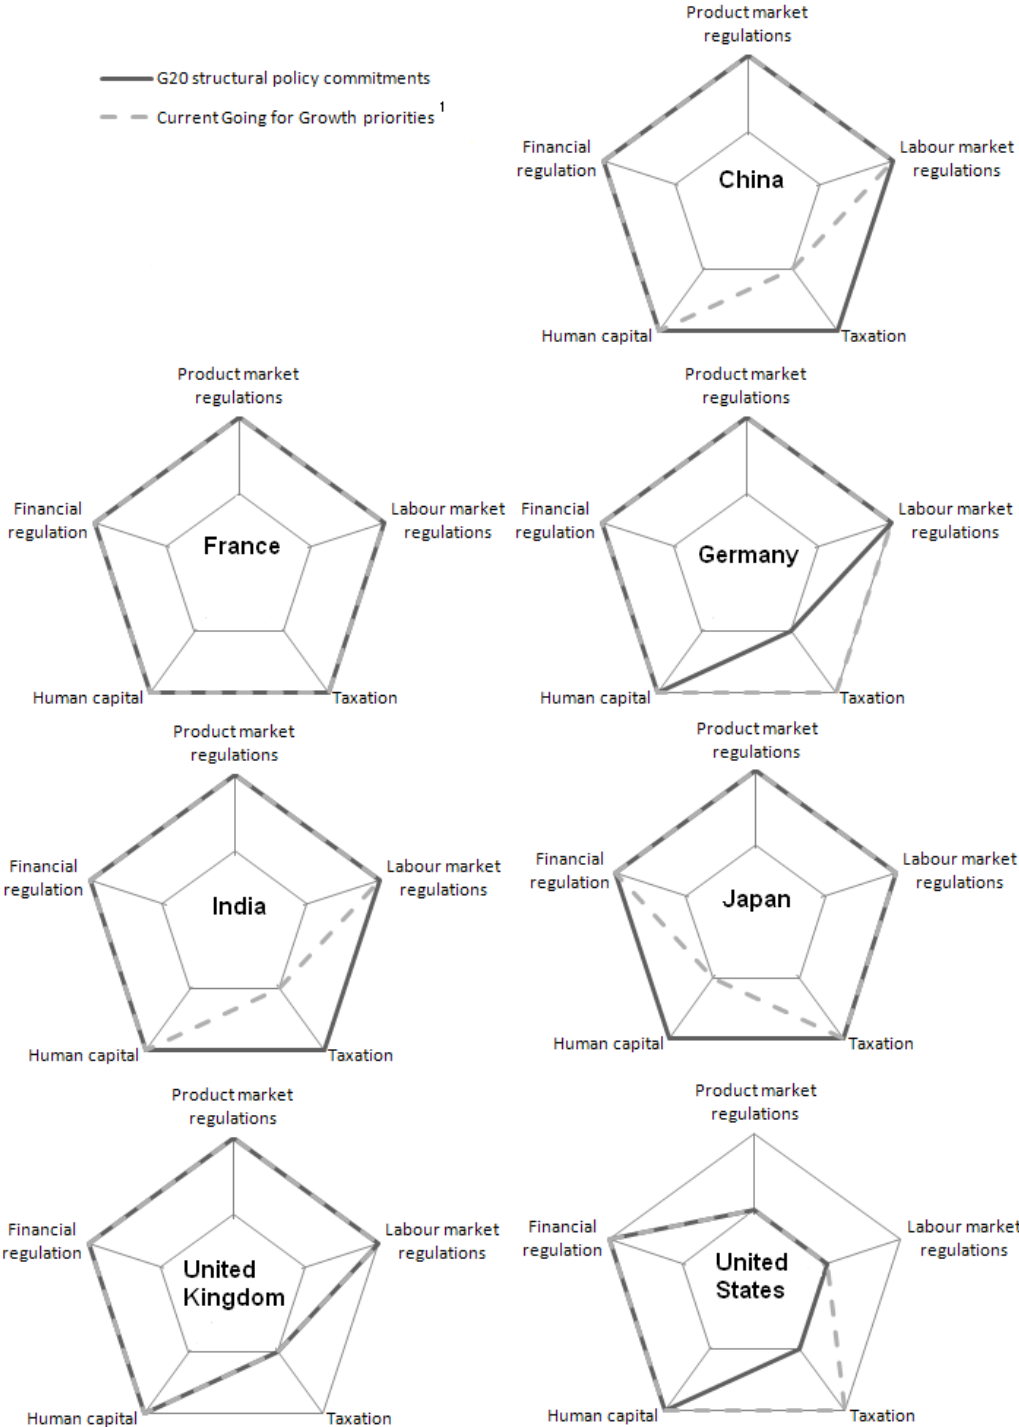 Product market
regulations
G20 structural policy commitments
Current Going for Growth priorities 1
Financial
regulation
Labour market
regulations
China
Human capital
Taxation
Product market
regulations
Product market
regulations
Financial
regulation
Labour market
regulations
Financial
regulation
Labour market
regulations
France
Germany
Human capital
Taxation
Human capital
Taxation
Product market
regulations
Product market
regulations
Financial
regulation
Labour market
regulations
Financial
regulation
Labour market
regulations
India
Japan
Human capital
Taxation
Human capital
Taxation
Product market
regulations
Product market
regulations
Financial
regulation
Labour market
regulations
Financial
regulation
Labour market
regulations
United
Kingdom
United
States
Human capital
Taxation
Human capital
Taxation